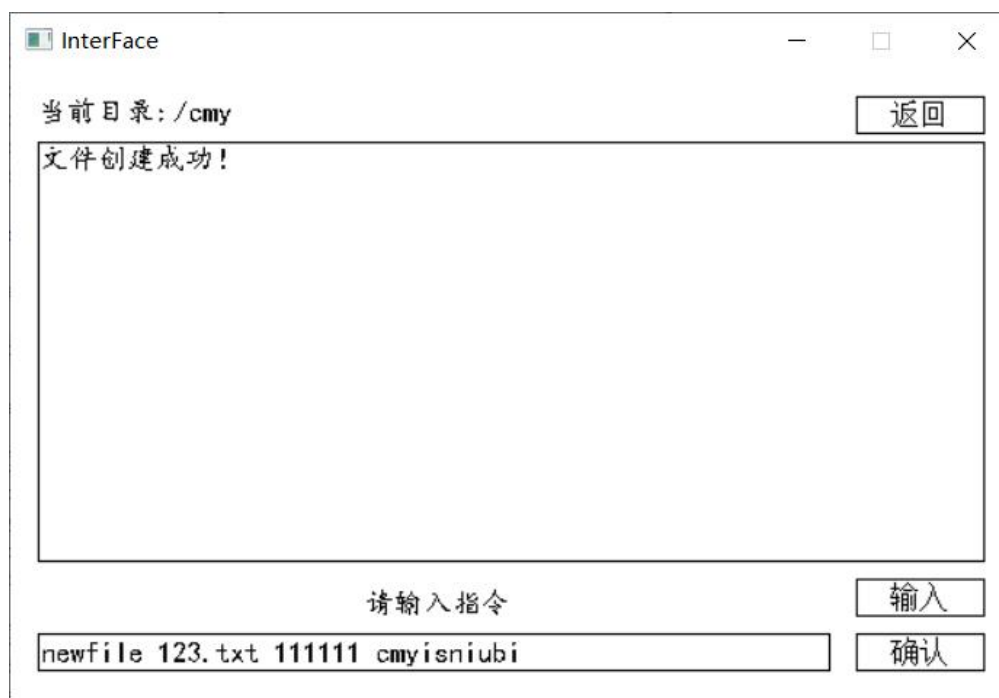 InterFace
当前目录:/cmy
返回
文件创建成功!
请输入指令
输入
newfile 123.txt 111111 cmyisniubi
确认